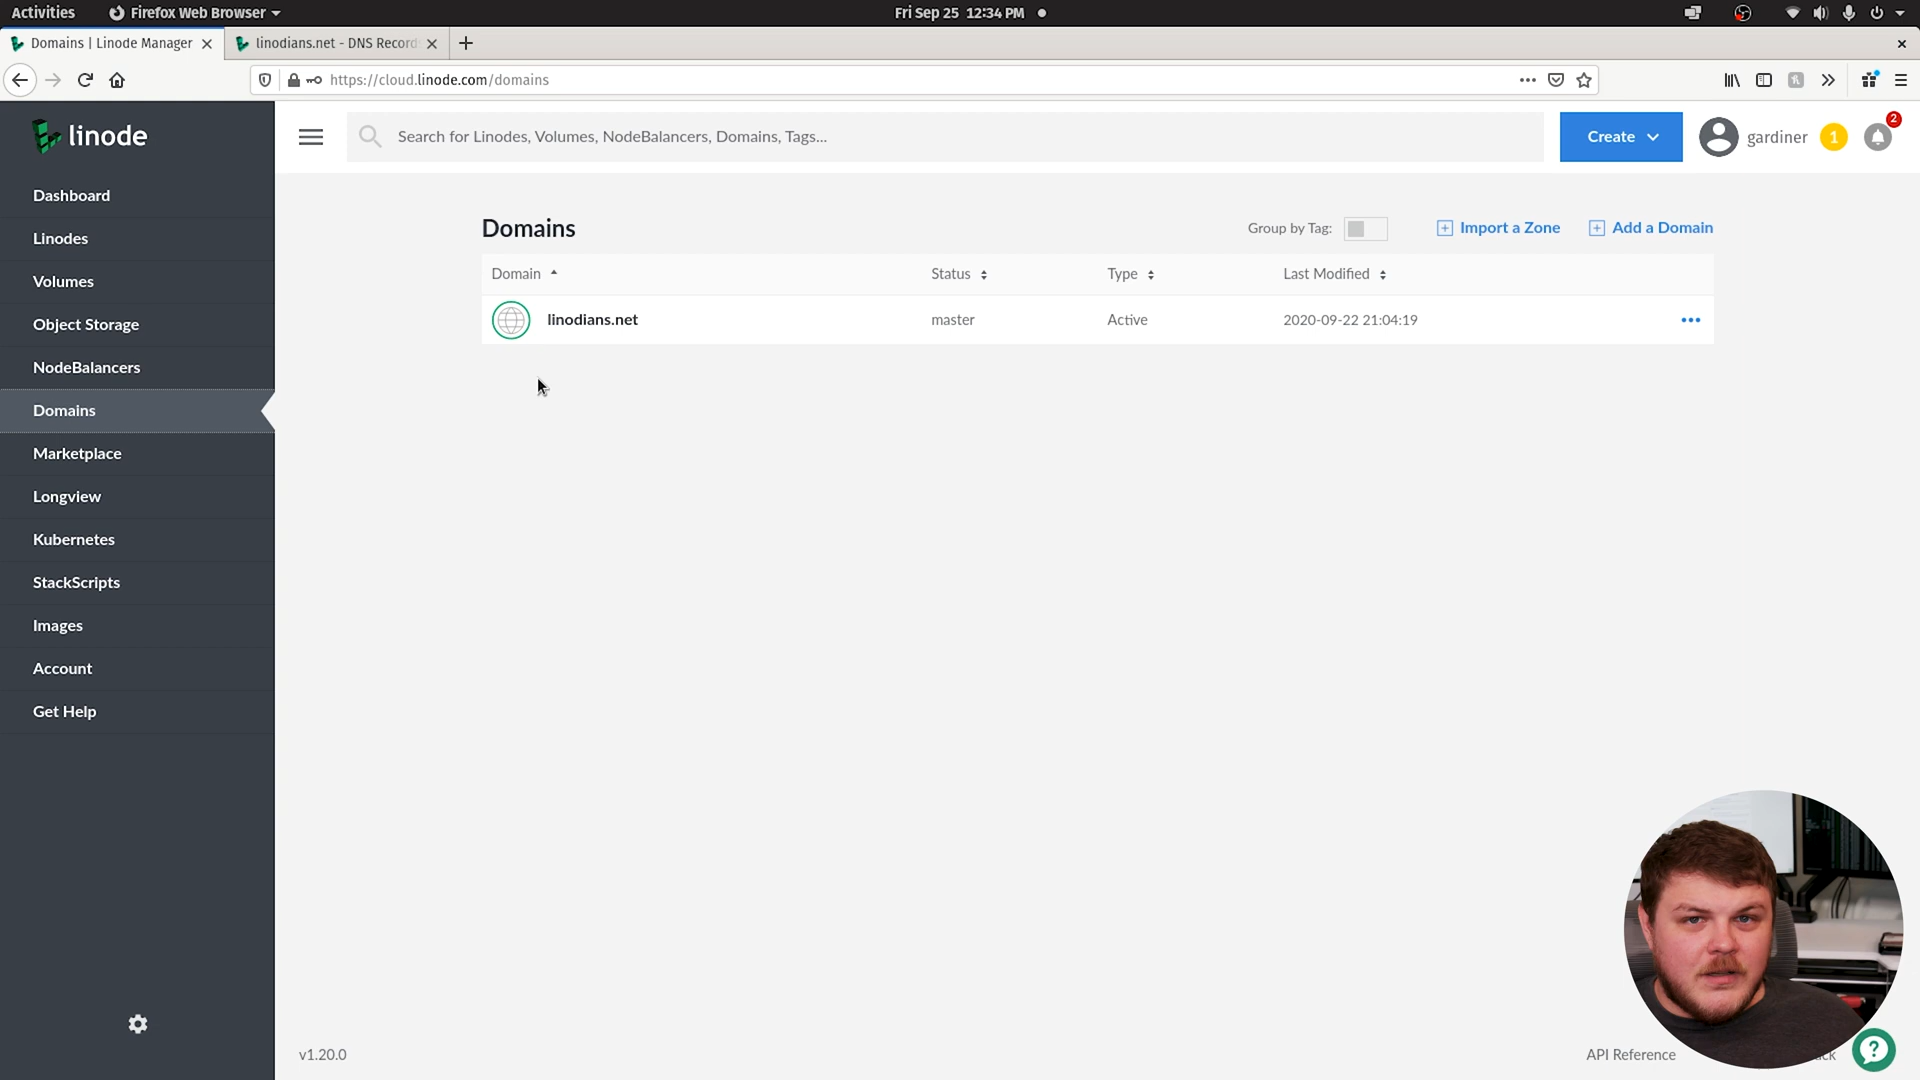 Activities
Firefox Web Browser
Fri Sep 25 12:34 PM
Domains | Linode Manager
linodians.net - DNS Record
https://cloud.linode.com/domains
linode
Search for Linodes, Volumes, NodeBalancers, Domains, Tags...
Create
gardiner
1
2
Dashboard
Linodes
Volumes
Object Storage
NodeBalancers
Domains
Marketplace
Longview
Kubernetes
StackScripts
Images
Account
Get Help
Domains
Group by Tag:
Import a Zone
Add a Domain
Domain
Status
Type
Last Modified
linodians.net
master
Active
2020-09-22 21:04:19
v1.20.0
API Reference